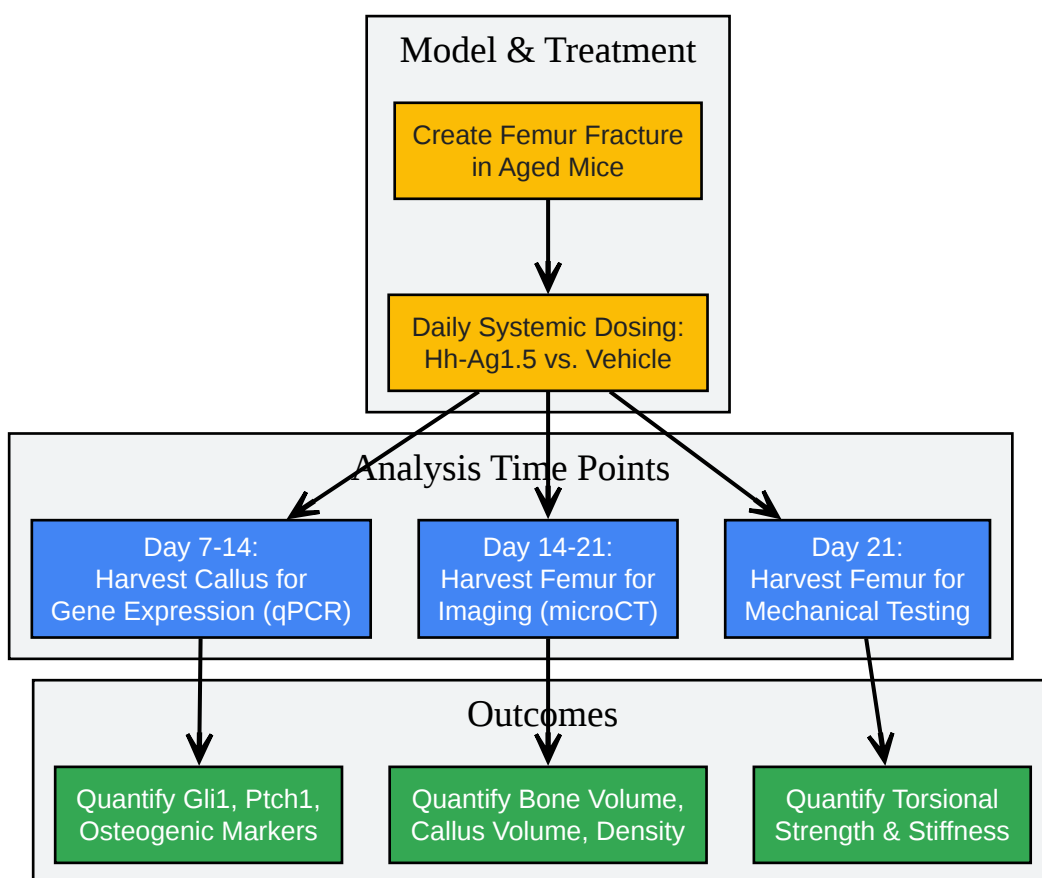 Model & Treatment
Create Femur Fracture
in Aged Mice
Daily Systemic Dosing:
Hh-Ag1.5 vs. Vehicle
Analysis Time Points
Day 7-14:
Harvest Callus for
Gene Expression (qPCR)
Day 14-21:
Harvest Femur for
Imaging (microCT)
Day 21:
Harvest Femur for
Mechanical Testing
Outcomes
Quantify Gli1, Ptch1,
Osteogenic Markers
Quantify Bone Volume,
Callus Volume, Density
Quantify Torsional
Strength & Stiffness